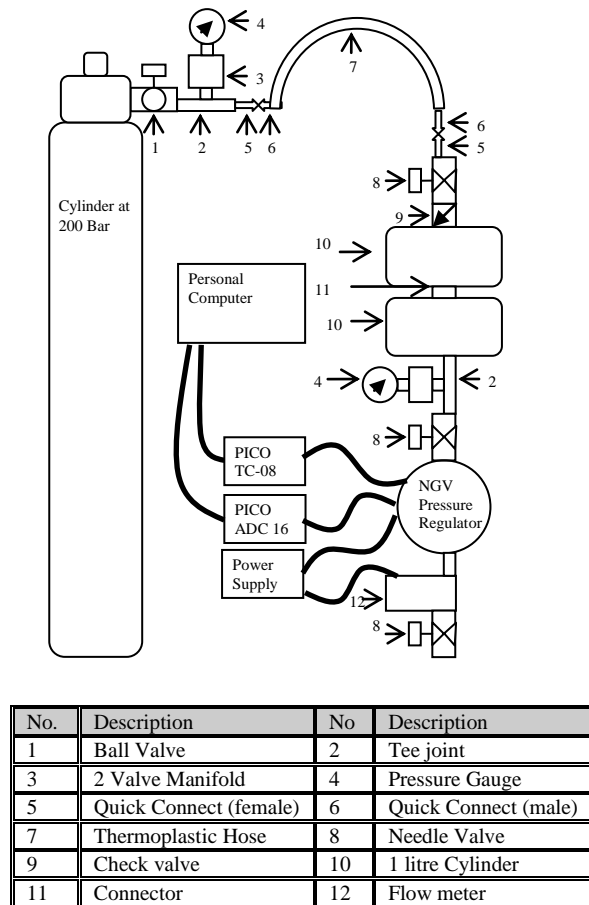 4
3
7
1
2
5
6
6
5
8
9
Cylinder at
200 Bar
10
Personal
Computer
11
10
4
2
8
PICO
TC-08
NGV
Pressure
Regulator
PICO
ADC 16
Power
Supply
12
8
No. Description No Description
1 Ball Valve 2 Tee joint
3 2 Valve Manifold 4 Pressure Gauge
5 Quick Connect (female) 6 Quick Connect (male)
7 Thermoplastic Hose 8 Needle Valve
9 Check valve 10 1 litre Cylinder
11 Connector 12 Flow meter